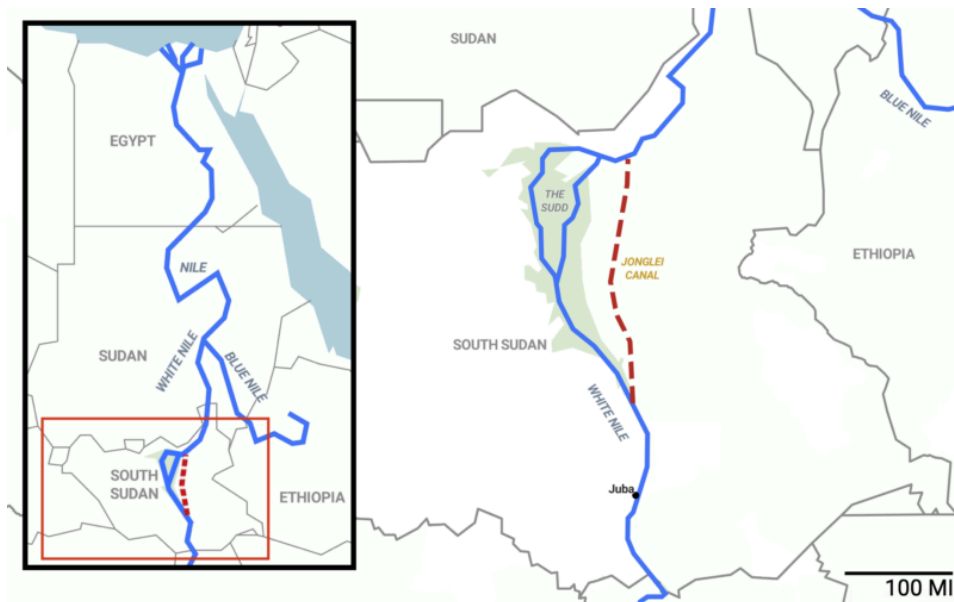 EGYPT
NILE
SUDAN
WHITE NILE
BLUE NILE
SOUTH
SUDAN
ETHIOPIA
SUDAN
BLUE NILE
THE
SUDD
JONGLEI
CANAL
ETHIOPIA
SOUTH SUDAN
WHITE NILE
Juba
100 MI